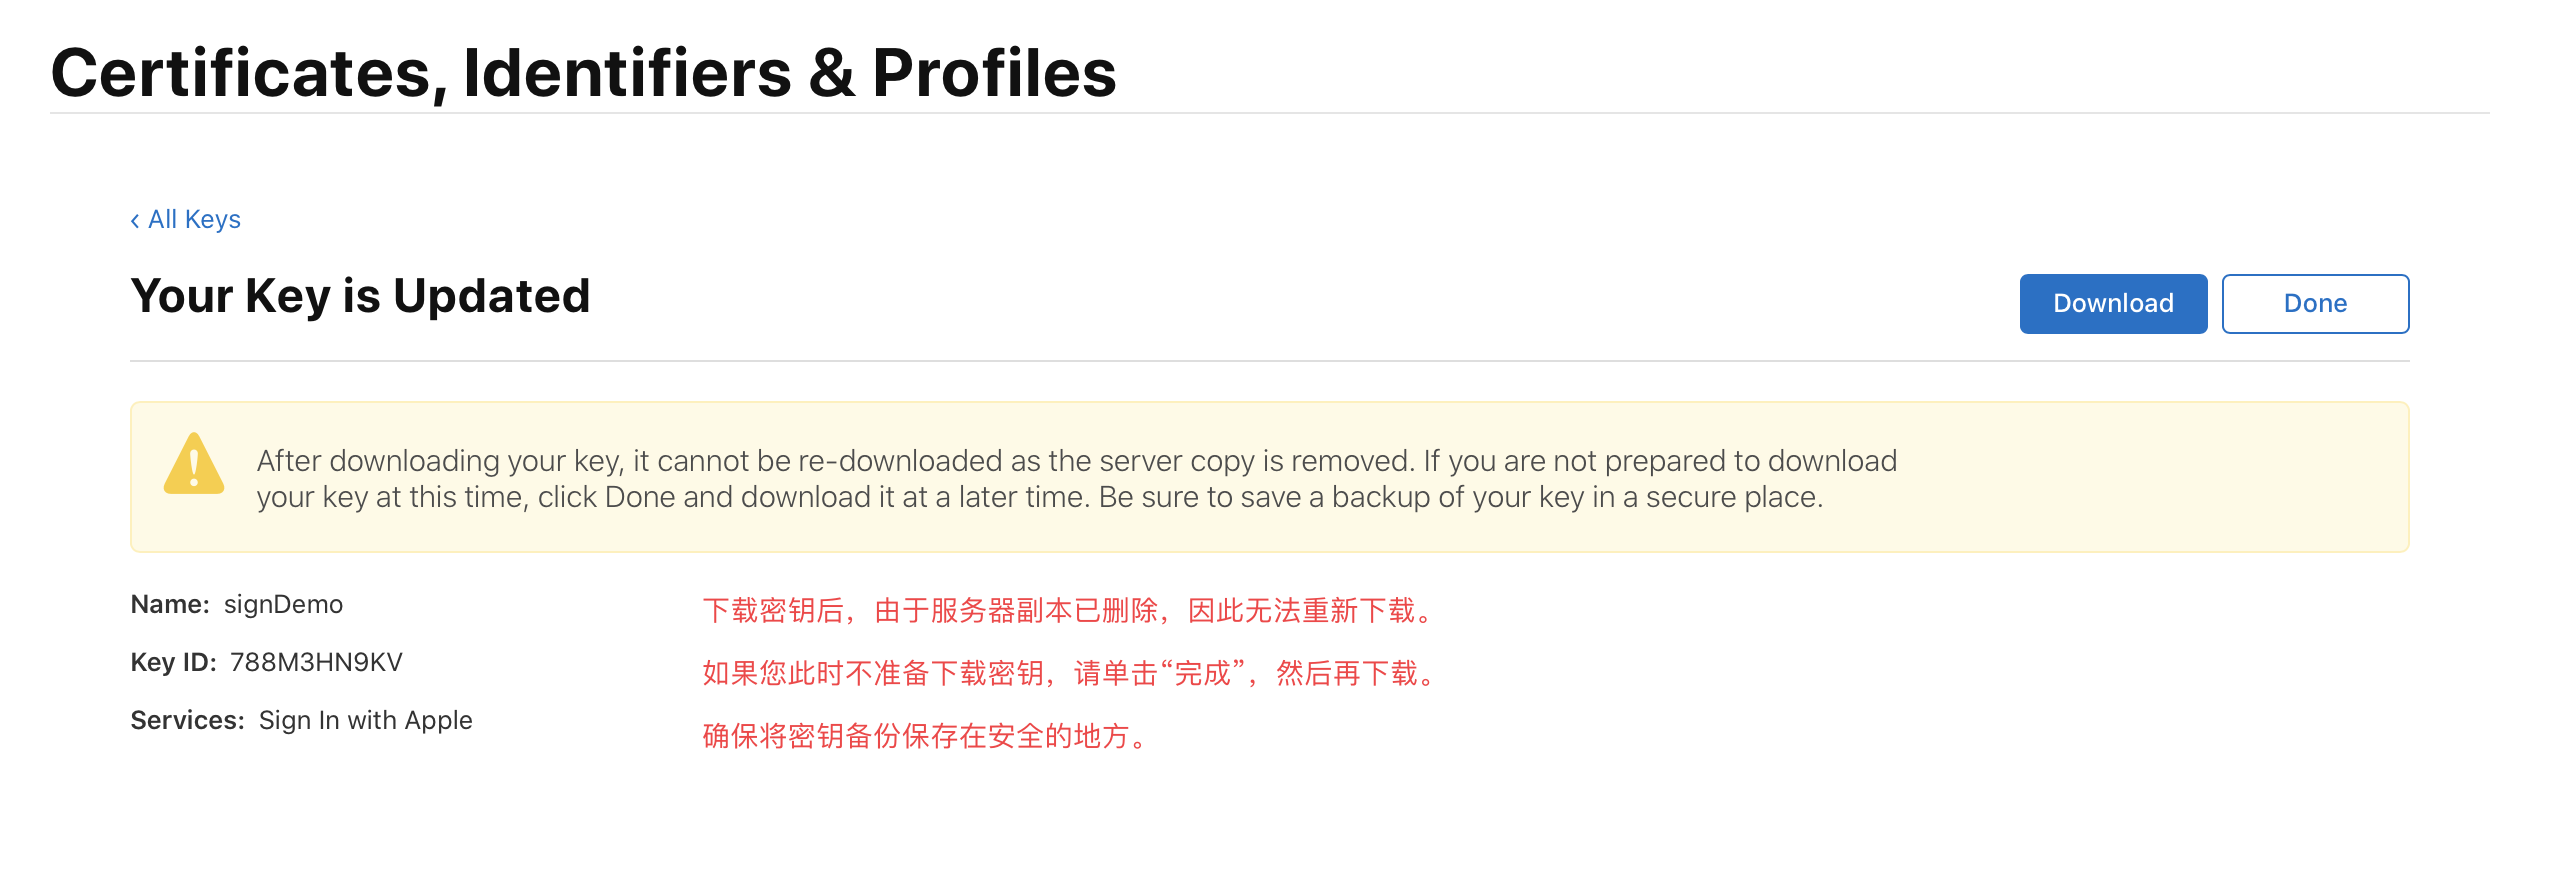 Certificates, Identifiers & Profiles
‹ All Keys
Your Key is Updated
Download
Done
After downloading your key, it cannot be re-downloaded as the server copy is removed. If you are not prepared to download
your key at this time, click Done and download it at a later time. Be sure to save a backup of your key in a secure place.
Name: signDemo
下载密钥后，由于服务器副本已删除，因此无法重新下载。
Key ID: 788M3HN9KV
如果您此时不准备下载密钥，请单击“完成”，然后再下载。
Services: Sign In with Apple
确保将密钥备份保存在安全的地方。